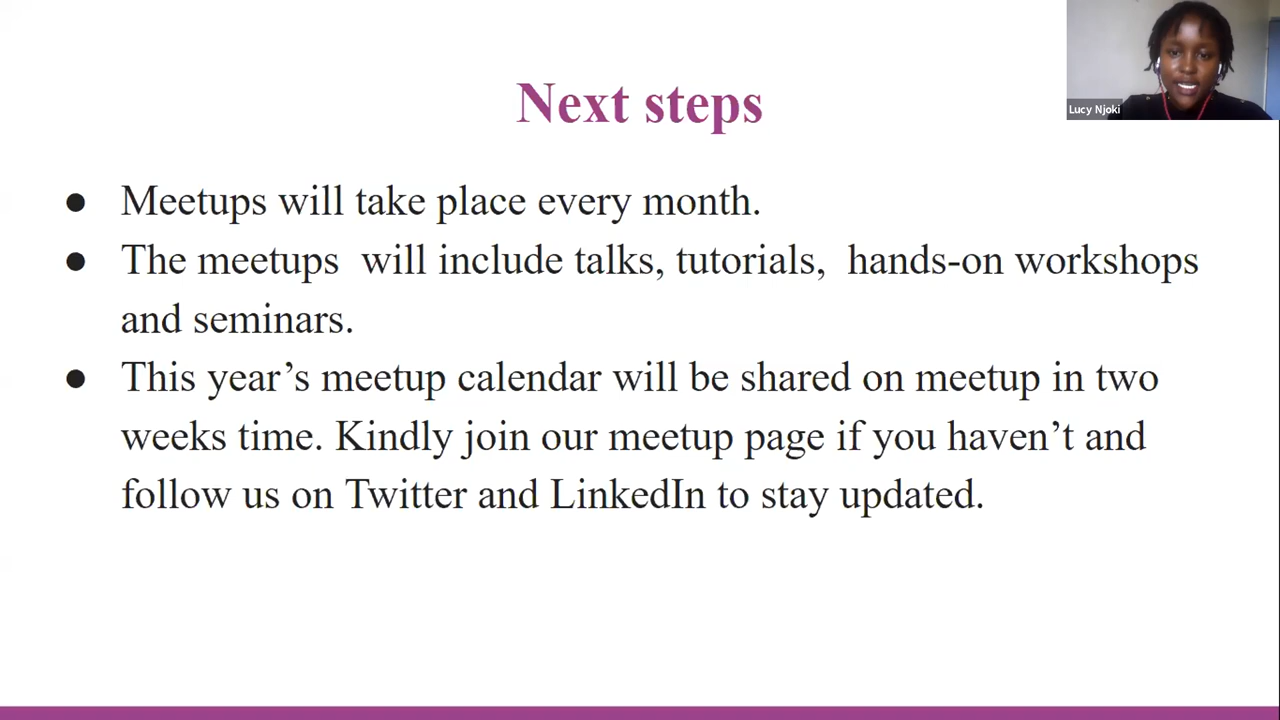 Next steps
Lucy Njoki
● Meetups will take place every month.
● The meetups will include talks, tutorials, hands-on workshops
and seminars.
● This year’s meetup calendar will be shared on meetup in two
weeks time. Kindly join our meetup page if you haven’t and
follow us on Twitter and LinkedIn to stay updated.